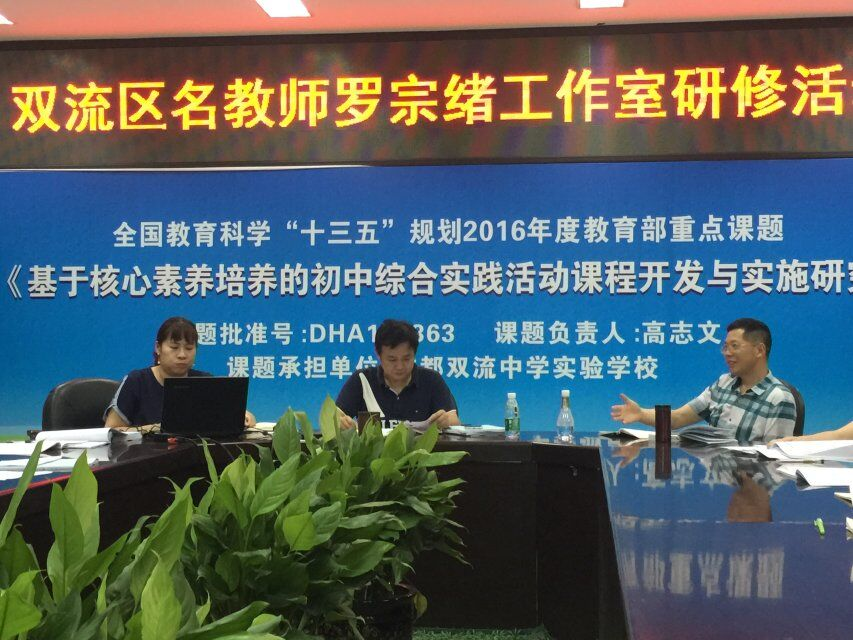 双流区名教师罗宗绪工作室研修活
全国教育科学“十三五”规划2016年度教育部重点课题
《基于核心素养培养的初中综合实践活动课程开发与实施研究
题批准号:DHA1 363 课题负责人:高志文
课题承担单位 都双流中学实验学校